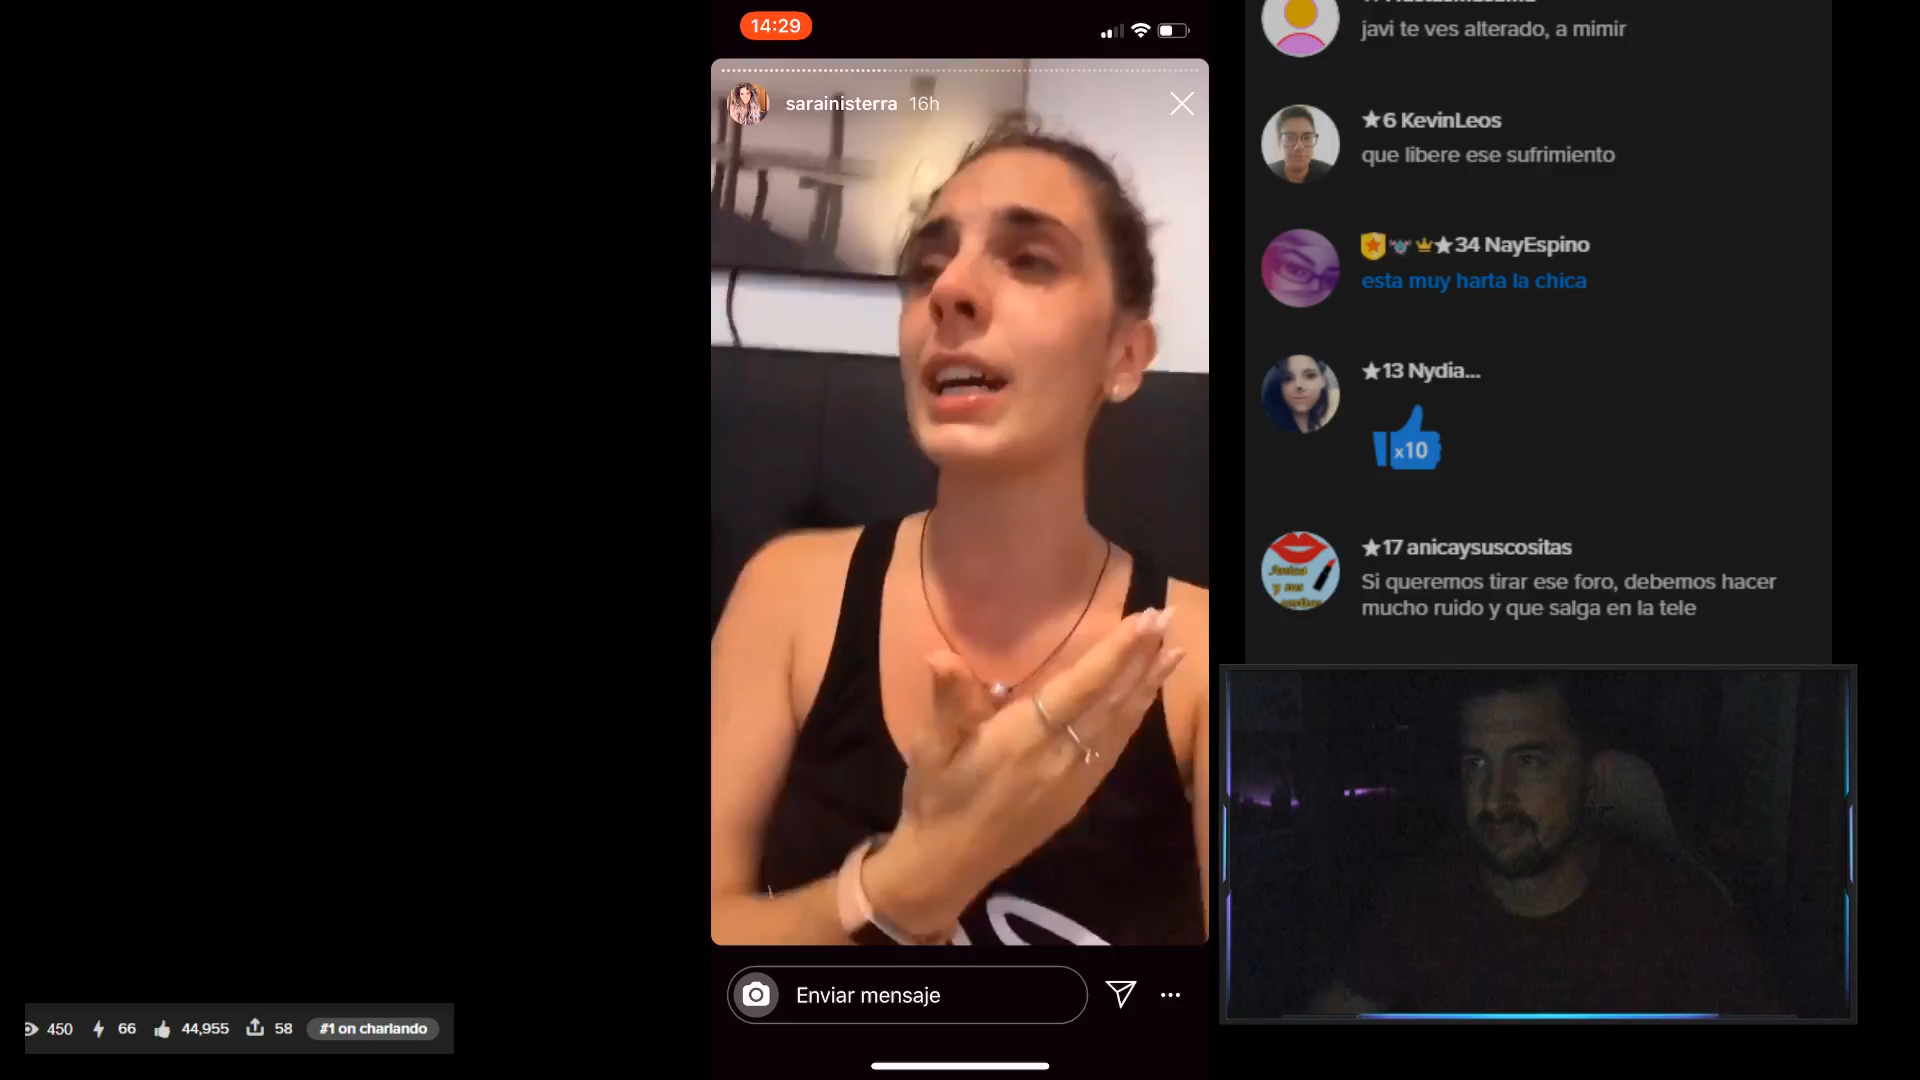 14:29
sarainisterra 16h
Enviar mensaje
450 66 44,955 58 #1 on charlando
javi te ves alterado, a mimir
★6 KevinLeos
que libere ese sufrimiento
★34 NayEspino
esta muy harta la chica
★13 Nydia...
x10
★17 anicaysuscositas
Si queremos tirar ese foro, debemos hacer
mucho ruido y que salga en la tele